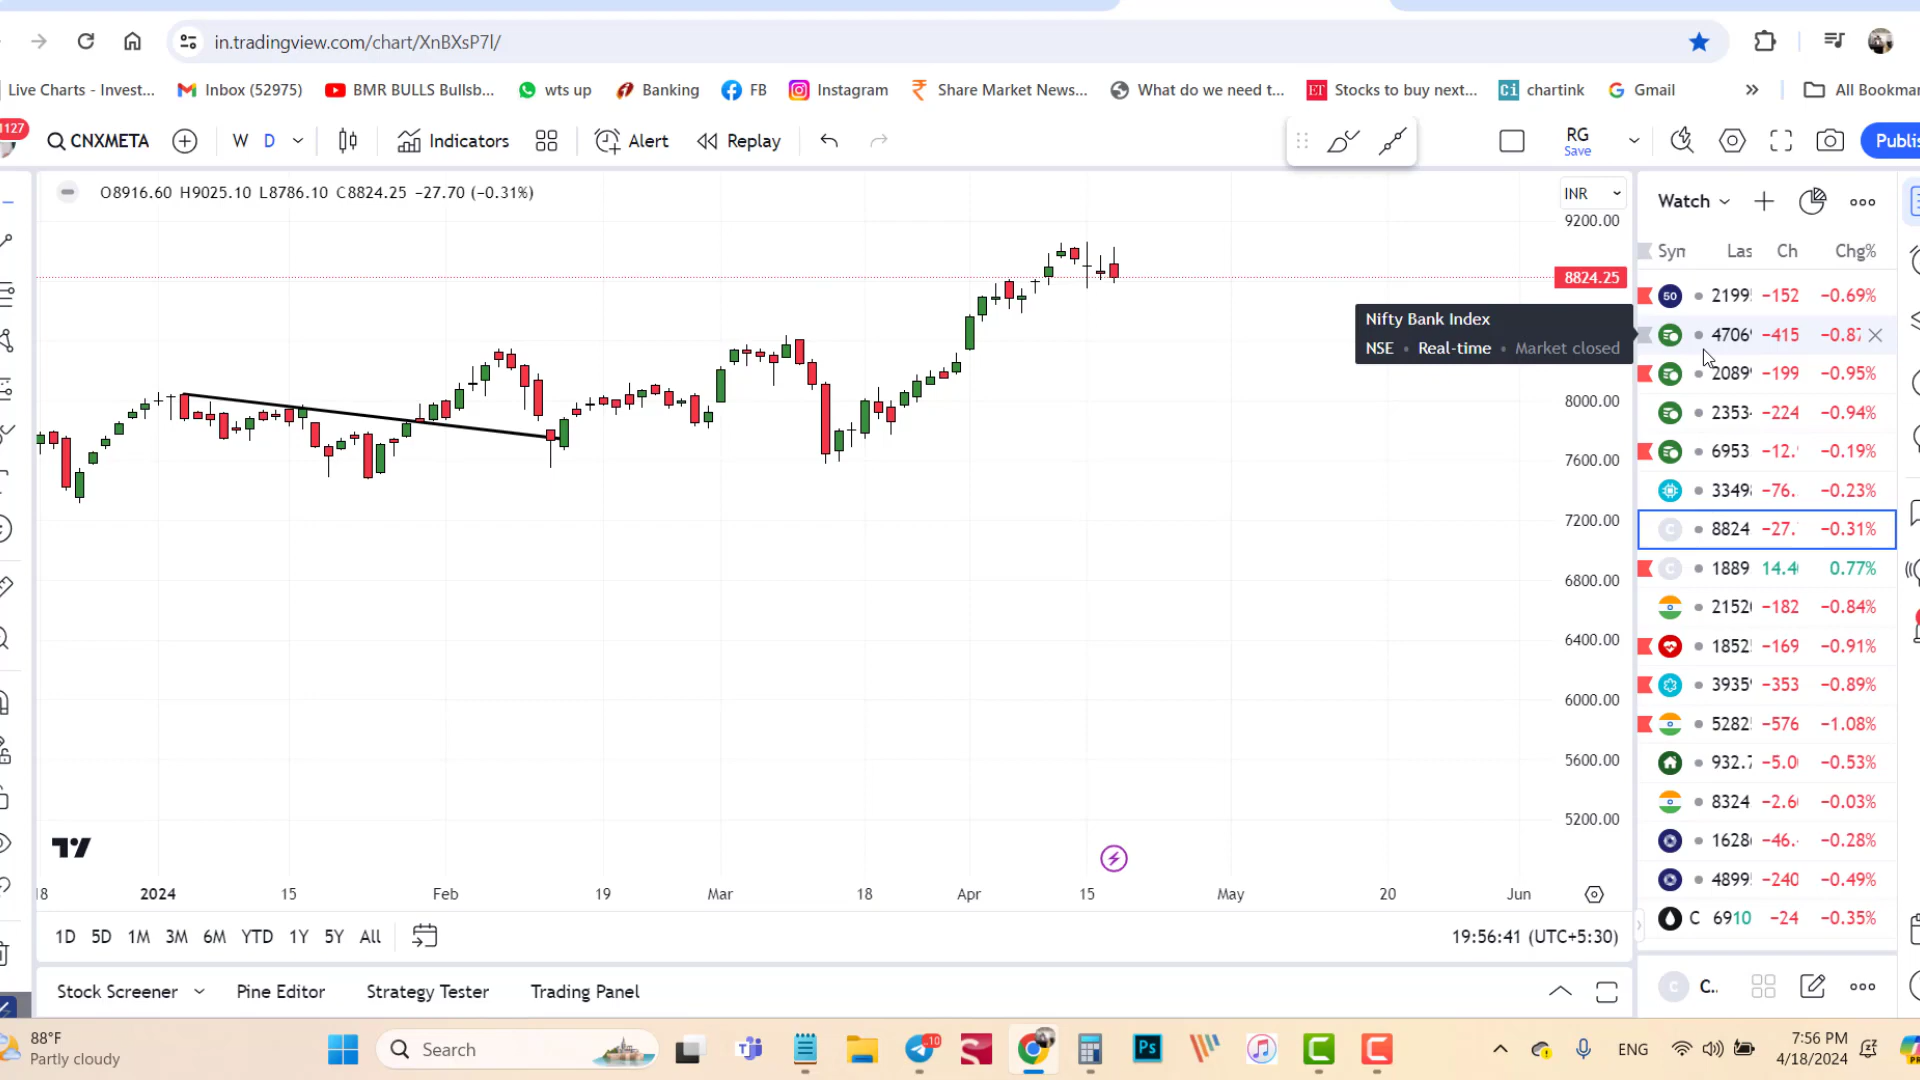 in.tradingview.com/chart/XnBXsP7l/
Live Charts - Invest...
Inbox (52975)
BMR BULLS Bullsb...
wts up
Banking
FB
Instagram
Share Market News...
What do we need t...
Stocks to buy next...
chartink
Gmail
»
All Bookmar
1127
CNXMETA
W
D
Indicators
Alert
Replay
RG
Save
Publis
O8916.60 H9025.10 L8786.10 C8824.25 −27.70 (−0.31%)
INR
9200.00
8824.25
8000.00
7600.00
7200.00
6800.00
6400.00
6000.00
5600.00
5200.00
Nifty Bank Index
NSE • Real-time • Market closed
Watch
Las Ch Chg%
50 2199 −152 −0.69%
4706 −415 −0.87
2089 −199 −0.95%
2353 −224 −0.94%
6953 −12. −0.19%
3349 −76. −0.23%
C 8824 −27. −0.31%
C 1889 14.4 0.77%
2152 −182 −0.84%
1852 −169 −0.91%
3935 −353 −0.89%
5282 −576 −1.08%
932.7 −5.0 −0.53%
8324 −2.6 −0.03%
1628 −46. −0.28%
4899 −240 −0.49%
C 6910 −24 −0.35%
18 2024 15 Feb 19 Mar 18 Apr 15 May 20 Jun
1D 5D 1M 3M 6M YTD 1Y 5Y All
19:56:41 (UTC+5:30)
Stock Screener
Pine Editor
Strategy Tester
Trading Panel
C C..
88°F
Partly cloudy
Search
10
Ps
ENG
7:56 PM
4/18/2024